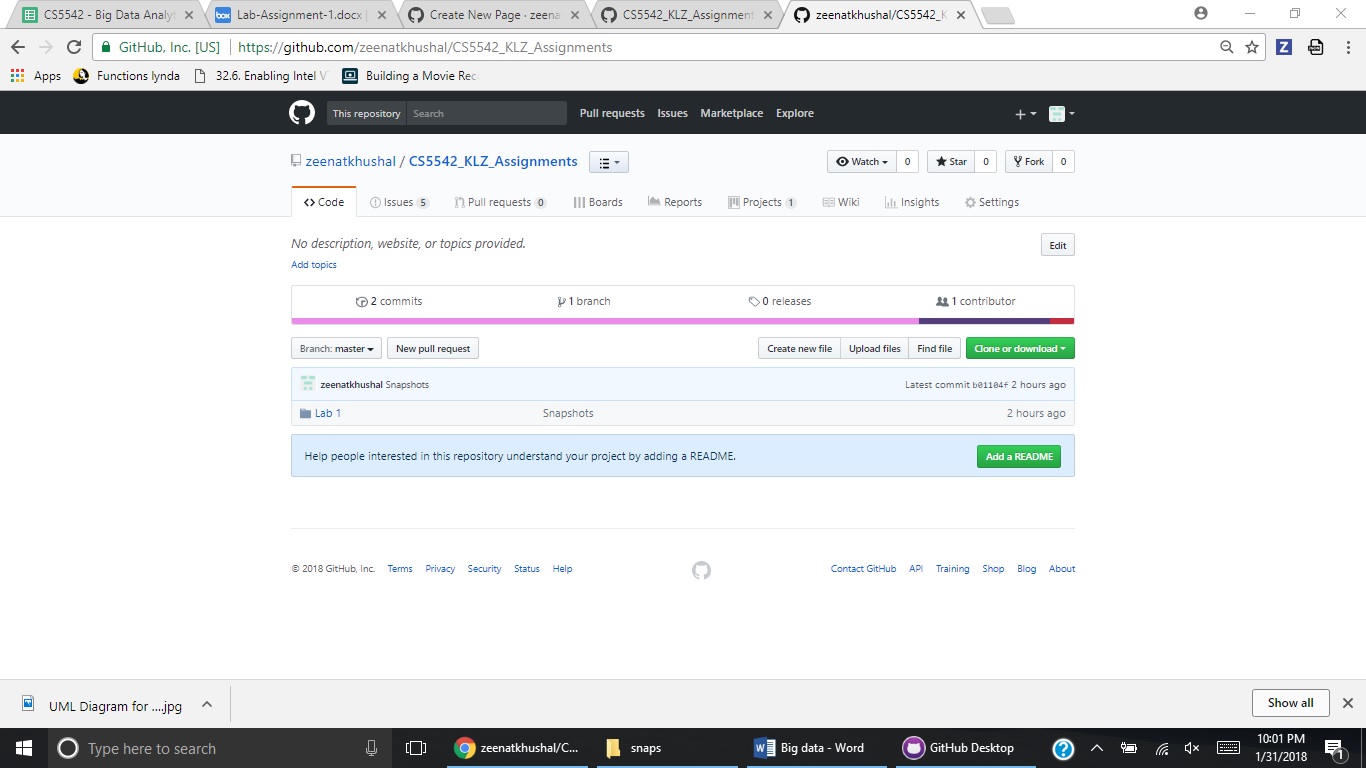 CS5542 - Big Data Analyt
Lab-Assignment-1.docx |
Create New Page · zeena
CS5542_KLZ_Assignment
zeenatkhushal/CS5542_K
GitHub, Inc. [US] | https://github.com/zeenatkhushal/CS5542_KLZ_Assignments
Apps Functions lynda 32.6. Enabling Intel V Building a Movie Rec
This repository Search Pull requests Issues Marketplace Explore
zeenatkhushal / CS5542_KLZ_Assignments Watch 0 Star 0 Fork 0
Code Issues 5 Pull requests 0 Boards Reports Projects 1 Wiki Insights Settings
No description, website, or topics provided. Edit
Add topics
2 commits 1 branch 0 releases 1 contributor
Branch: master New pull request Create new file Upload files Find file Clone or download
zeenatkhushal Snapshots Latest commit b01104f 2 hours ago
Lab 1 Snapshots 2 hours ago
Help people interested in this repository understand your project by adding a README. Add a README
© 2018 GitHub, Inc. Terms Privacy Security Status Help Contact GitHub API Training Shop Blog About
UML Diagram for ....jpg Show all
Type here to search zeenatkhushal/C... snaps Big data - Word GitHub Desktop 10:01 PM
1/31/2018 1